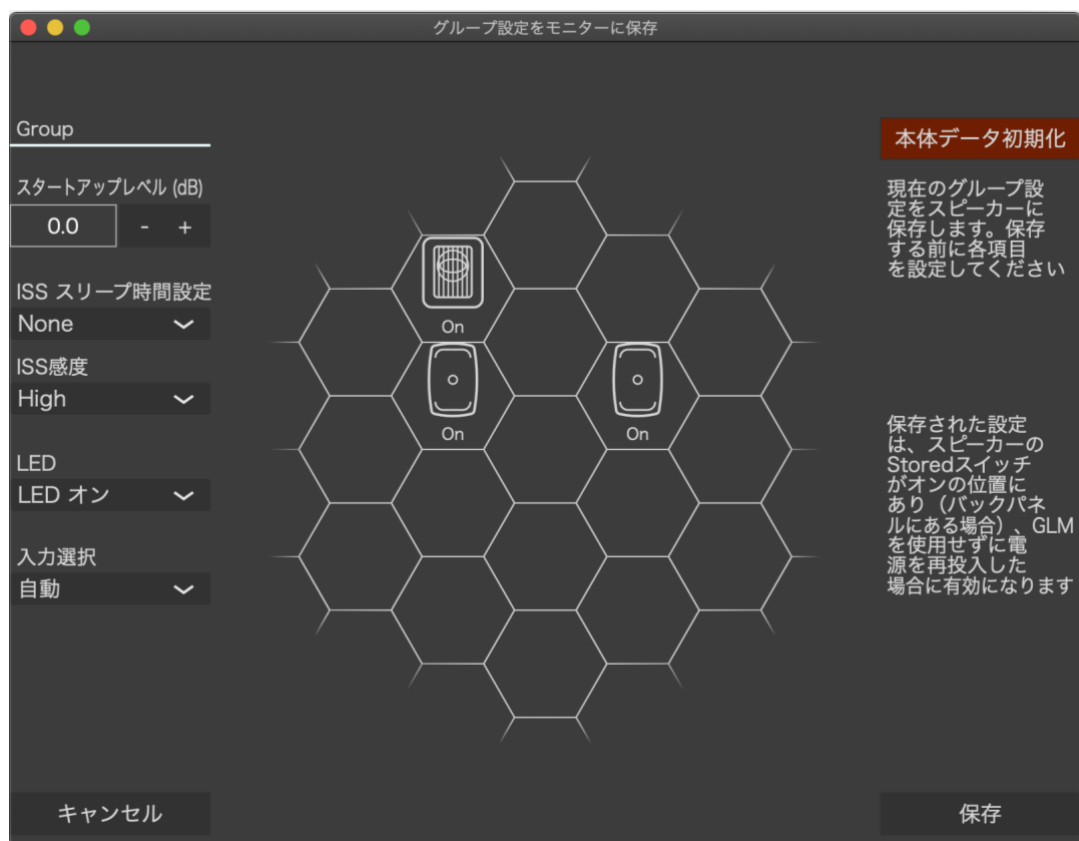 グループ設定をモニターに保存
Group
スタートアップレベル (dB)
0.0 - +
ISS スリープ時間設定
None
ISS感度
High
LED
LED オン
入力選択
自動
On
On
On
本体データ初期化
現在のグループ設
定をスピーカーに
保存します。保存
する前に各項目
を設定してください
保存された設定
は、スピーカーの
Storedスイッチ
がオンの位置に
あり（バックパネ
ルにある場合）、GLM
を使用せずに電
源を再投入した
場合に有効になります
キャンセル
保存